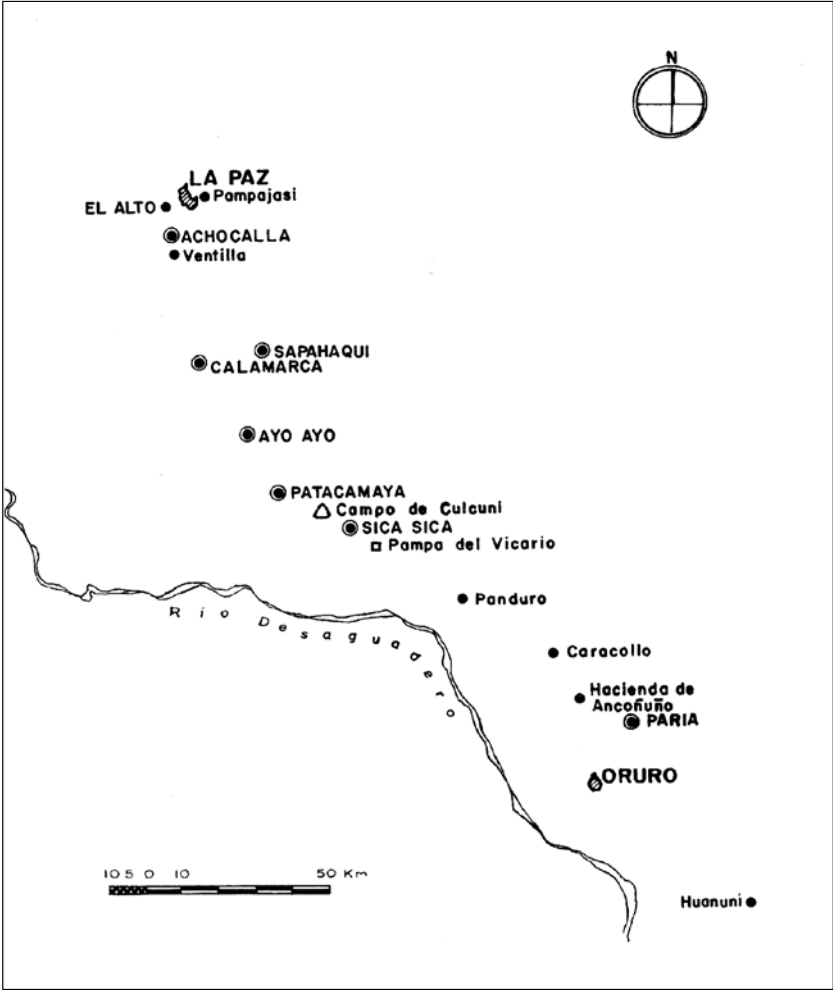 N
LA PAZ
Pampajasi
EL ALTO
ACHOCALLA
Ventilla
SAPAHAQUI
CALAMARCA
AYO AYO
PATACAMAYA
Campo de Culcuni
SICA SICA
Pampa del Vicario
Panduro
Río Desaguadero
Caracollo
Hacienda de
Ancoñuño
PARIA
ORURO
10 5 0 10 50 Km
Huanuni